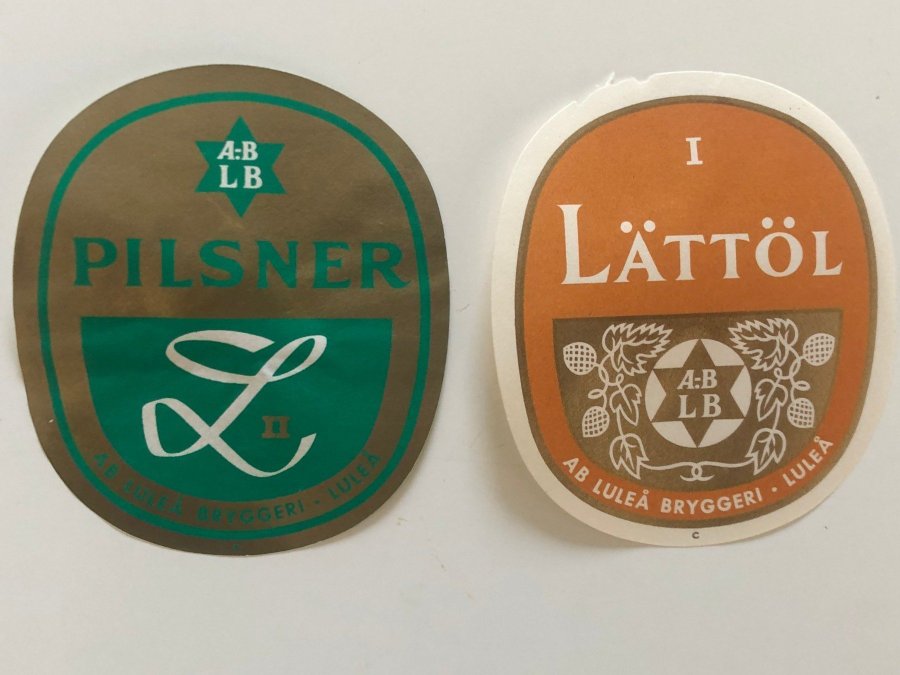 A-B
LB
PILSNER
L II
AB LULEÅ BRYGGERI · LULEÅ
I
LÄTTÖL
A-B
LB
AB LULEÅ BRYGGERI · LULEÅ
C